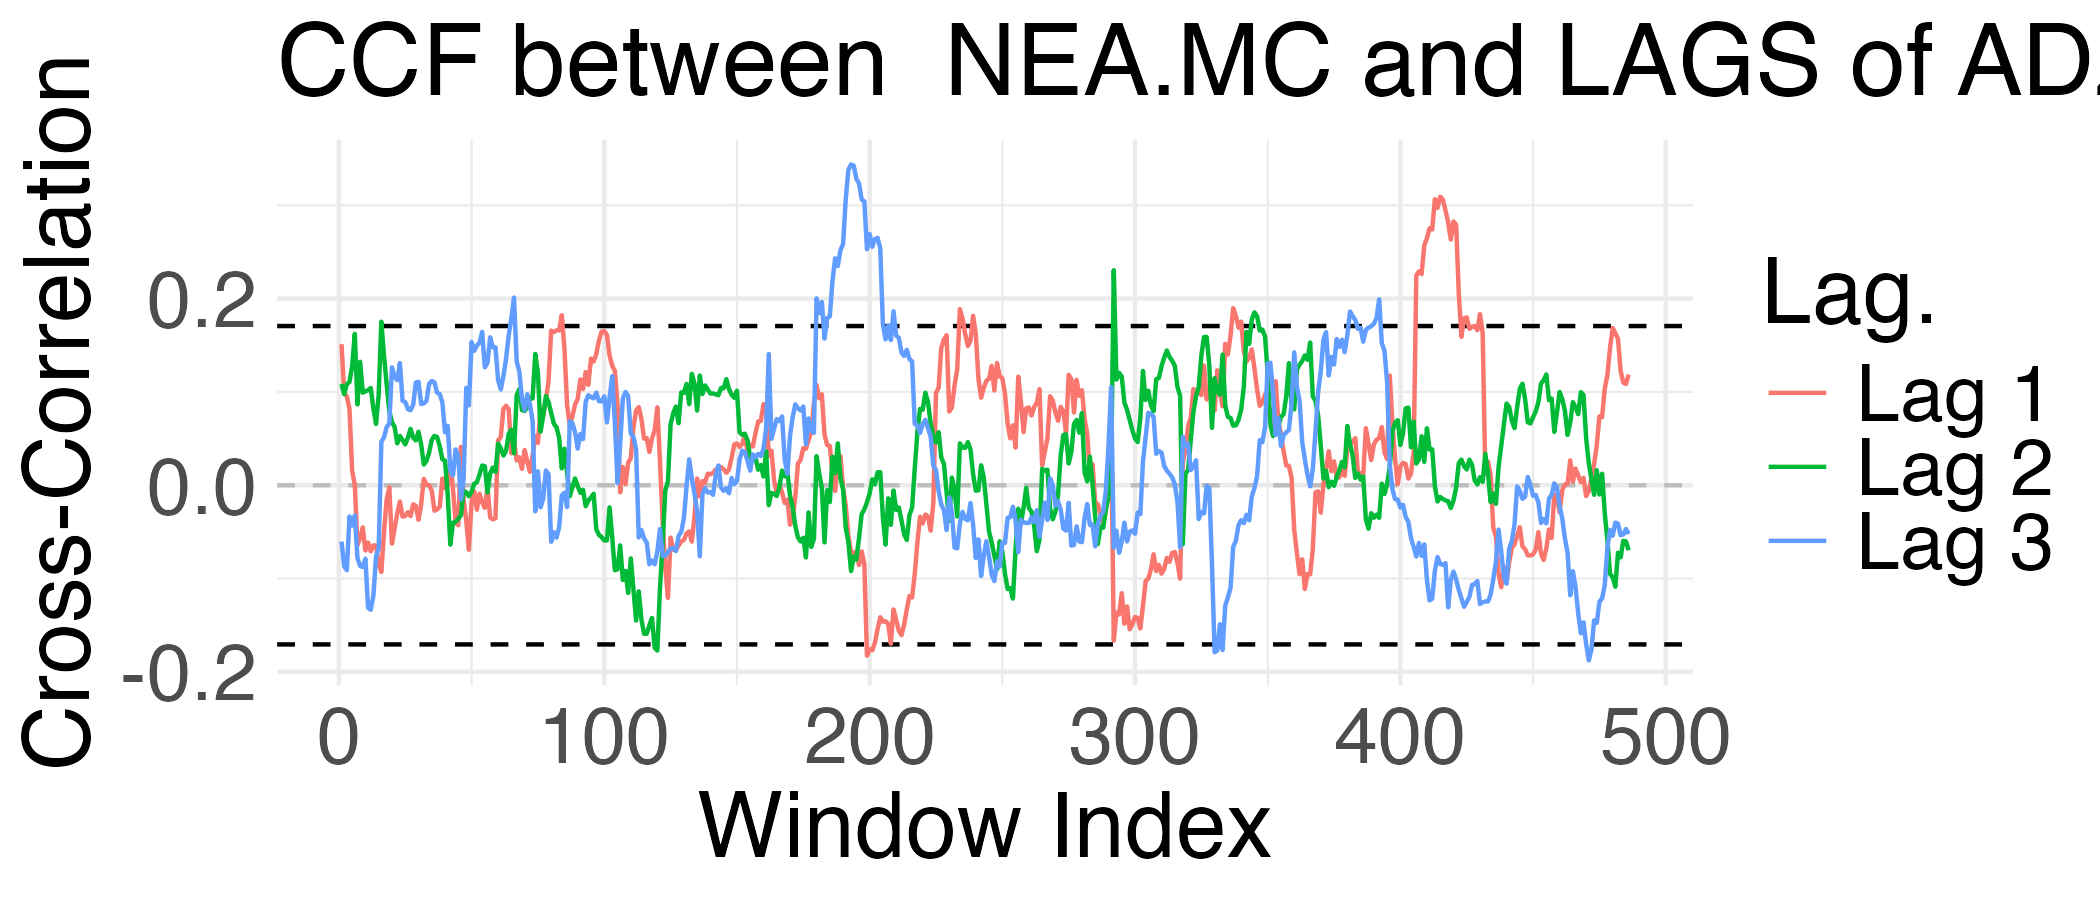 CCF between  NEA.MC and LAGS of AD
Cross-Correlation
0.2
0.0
-0.2
0
100
200
300
400
500
Window Index
Lag.
Lag 1
Lag 2
Lag 3